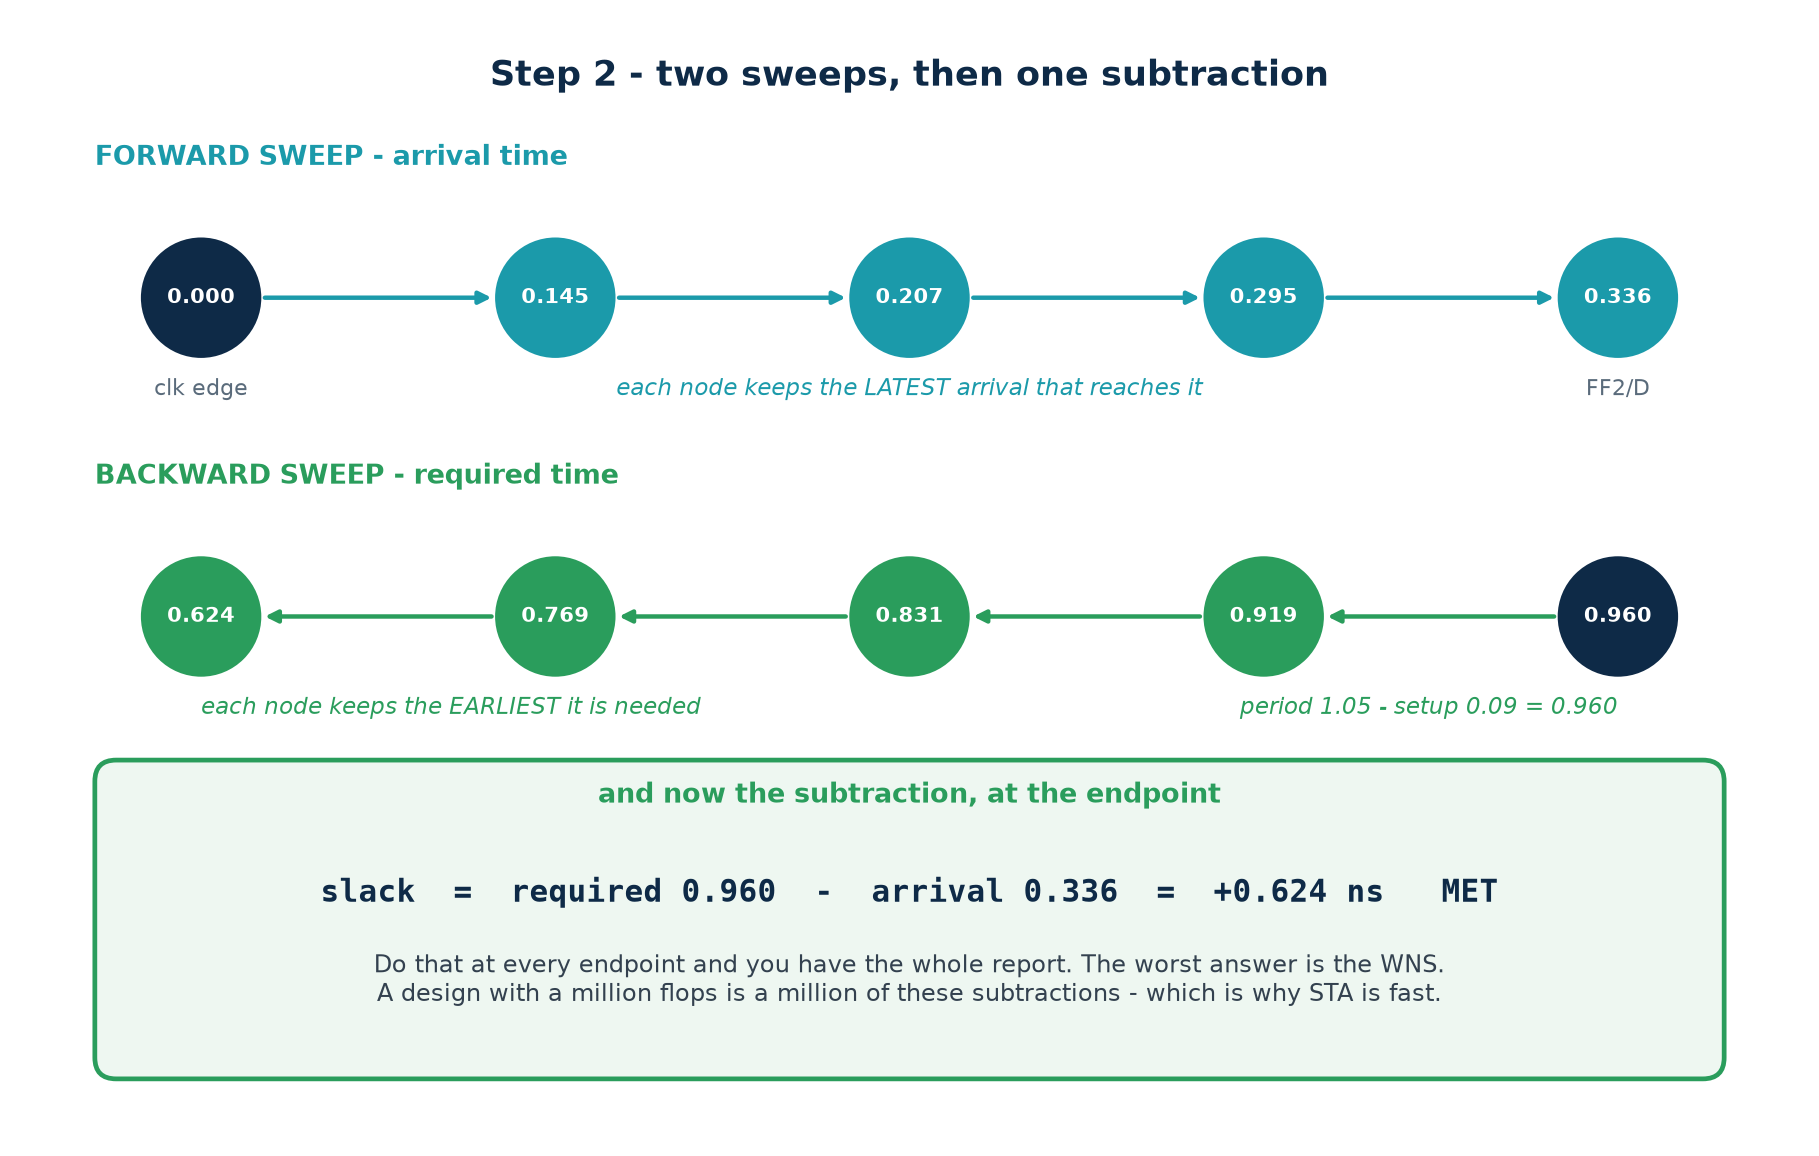 Step 2 - two sweeps, then one subtraction
FORWARD SWEEP - arrival time
0.000 0.145 0.207 0.295 0.336
clk edge each node keeps the LATEST arrival that reaches it FF2/D
BACKWARD SWEEP - required time
0.624 0.769 0.831 0.919 0.960
each node keeps the EARLIEST it is needed period 1.05 - setup 0.09 = 0.960
and now the subtraction, at the endpoint
slack = required 0.960 - arrival 0.336 = +0.624 ns MET
Do that at every endpoint and you have the whole report. The worst answer is the WNS.
A design with a million flops is a million of these subtractions - which is why STA is fast.